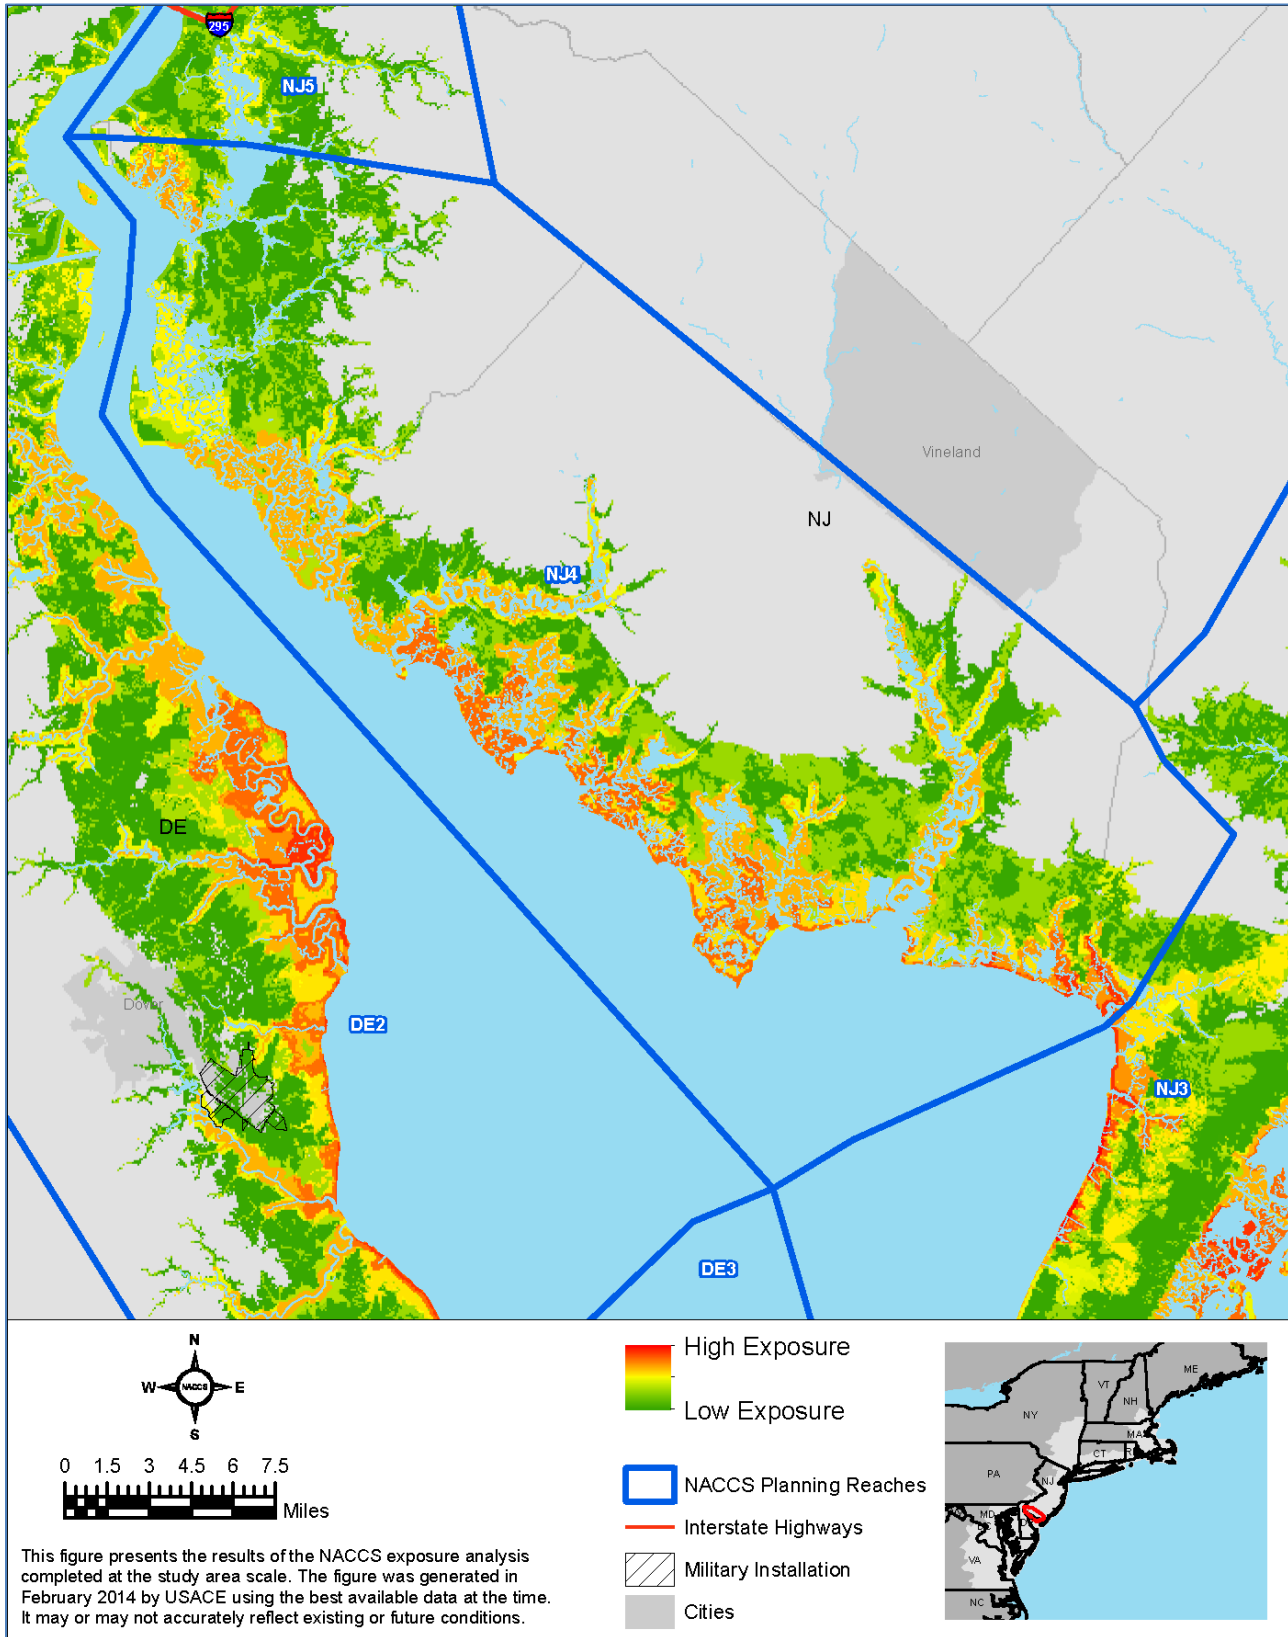 295
NJ5
Vineland
NJ
NJ4
DE
Dover
DE2
NJ3
DE3
N
W NACCS E
S
0 1.5 3 4.5 6 7.5
Miles
This figure presents the results of the NACCS exposure analysis
completed at the study area scale. The figure was generated in
February 2014 by USACE using the best available data at the time.
It may or may not accurately reflect existing or future conditions.
High Exposure
Low Exposure
NACCS Planning Reaches
Interstate Highways
Military Installation
Cities
ME
VT
NH
NY
MA
CT
PA
NJ
MD
VA
NC